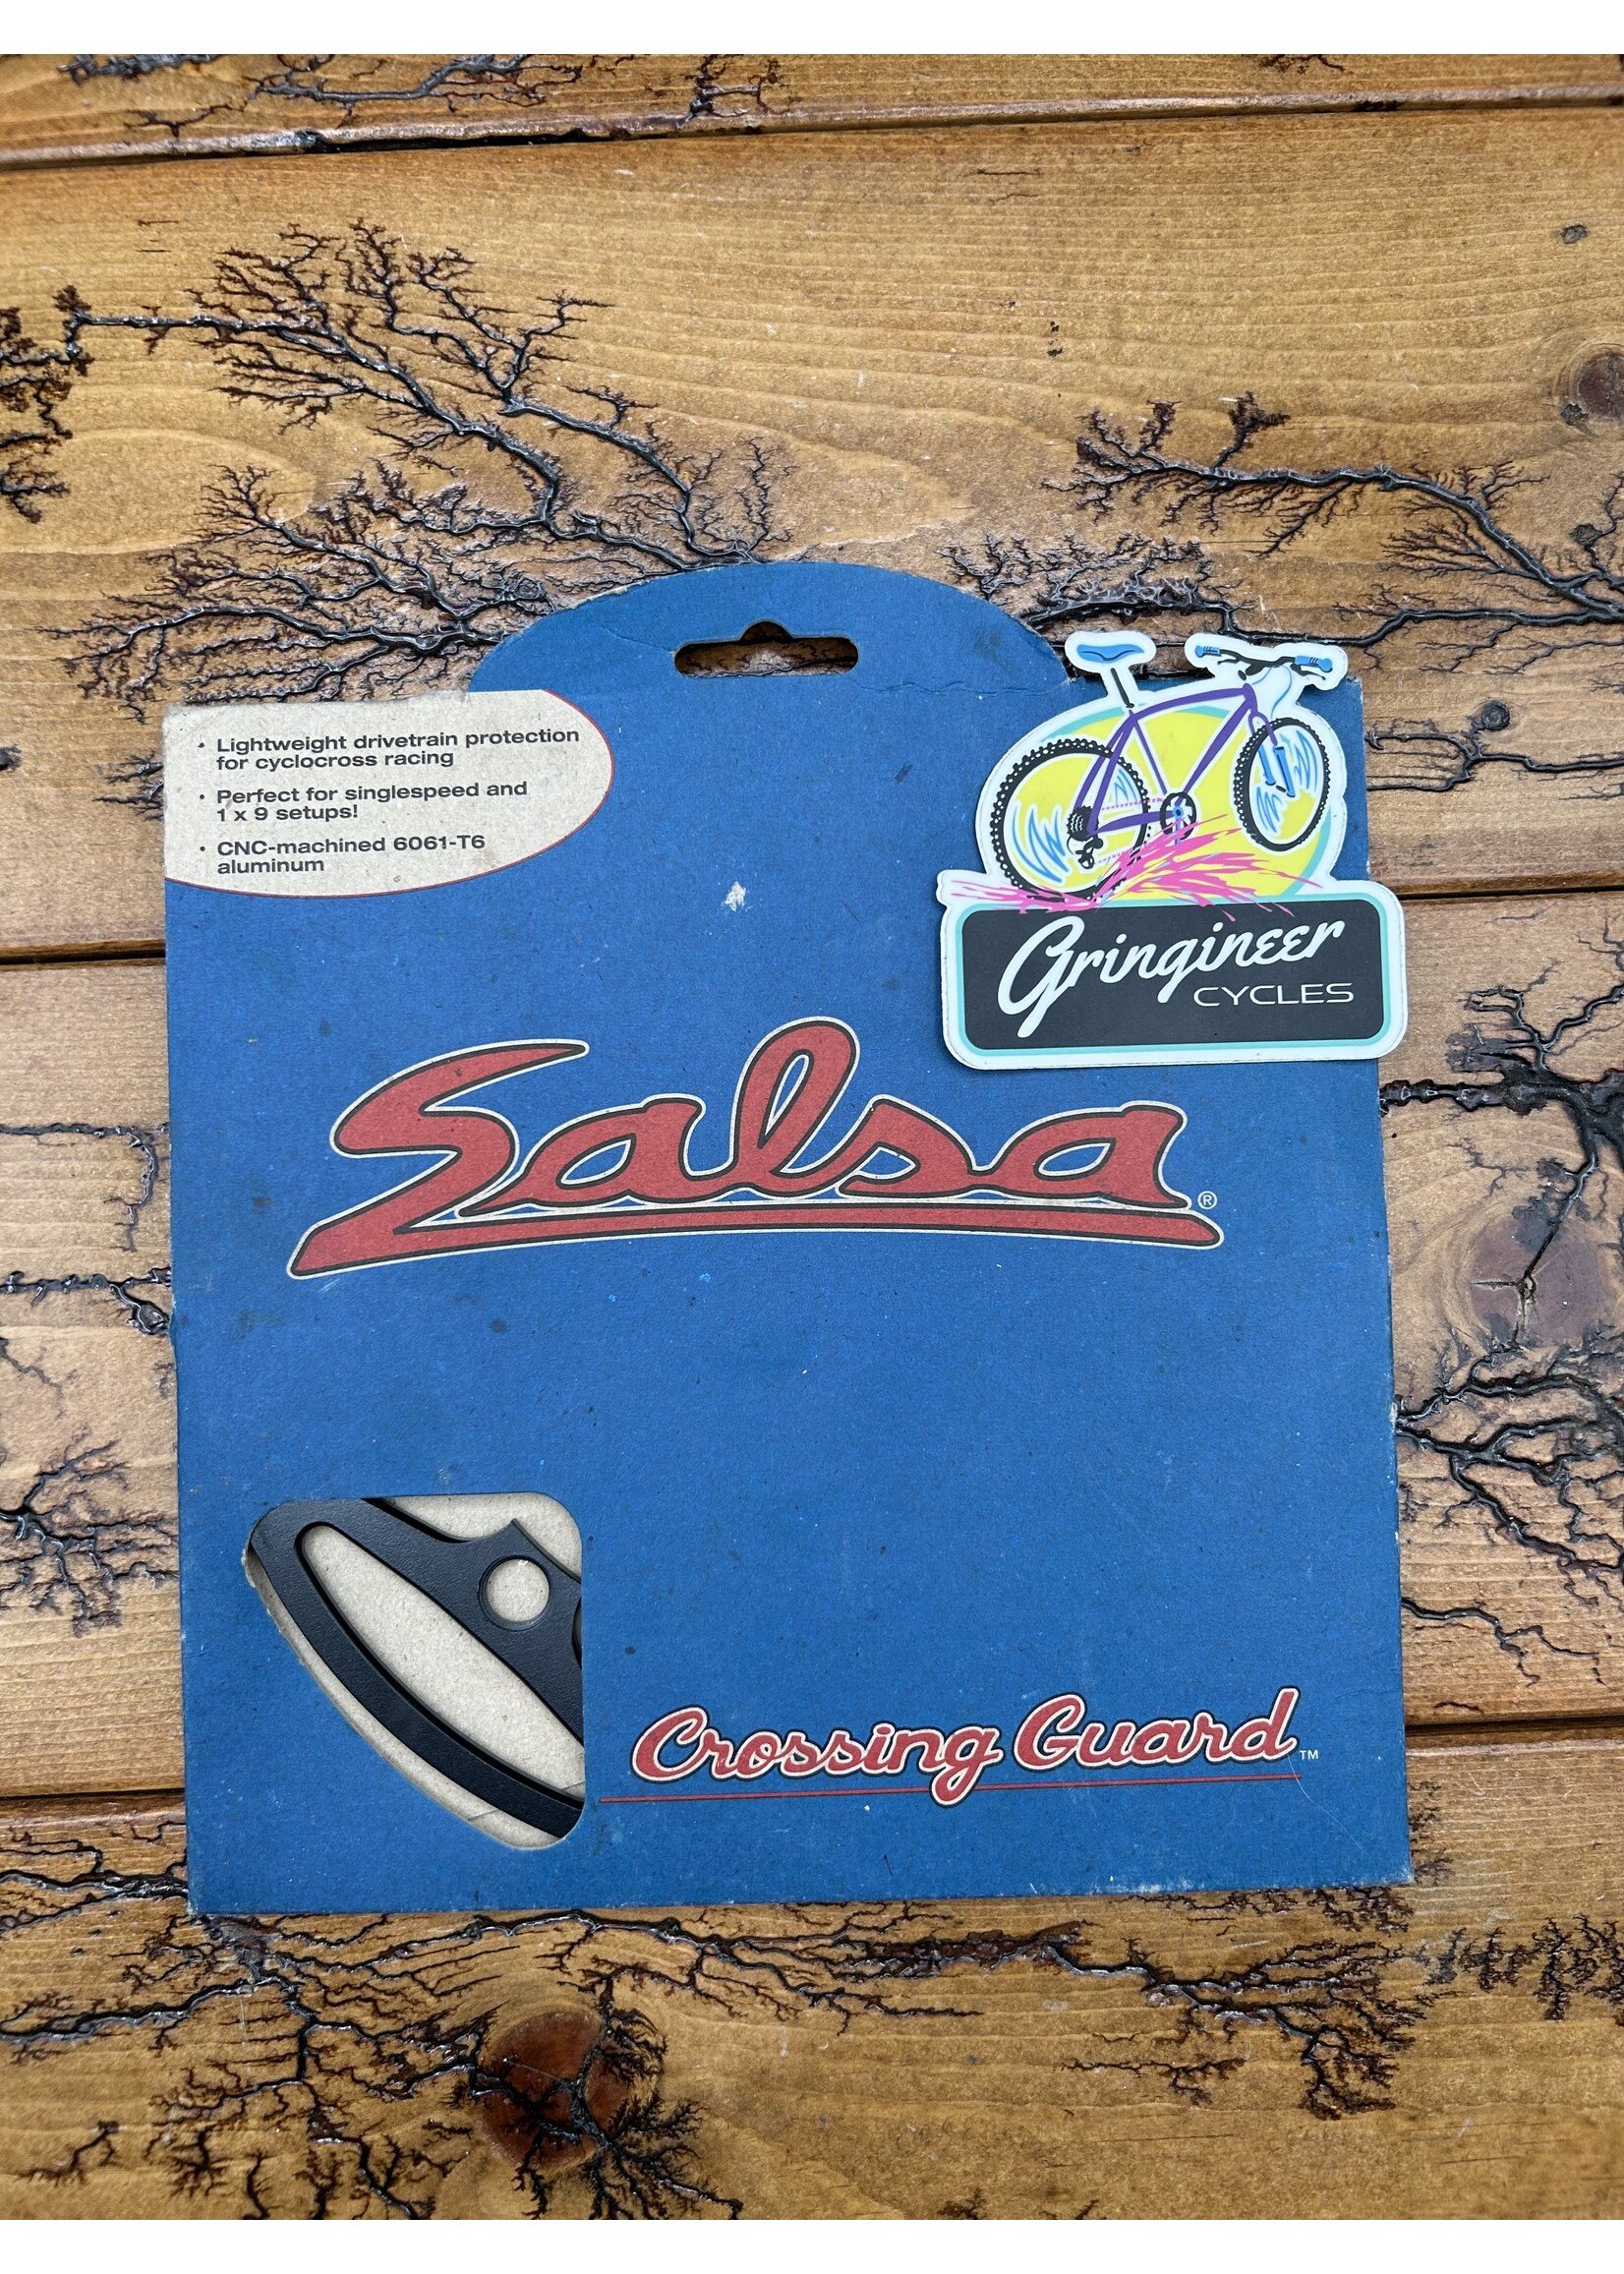 • Lightweight drivetrain protection
for cyclocross racing
• Perfect for singlespeed and
1 x 9 setups!
• CNC-machined 6061-T6
aluminum
Gringineer
CYCLES
Salsa®
Crossing Guard™